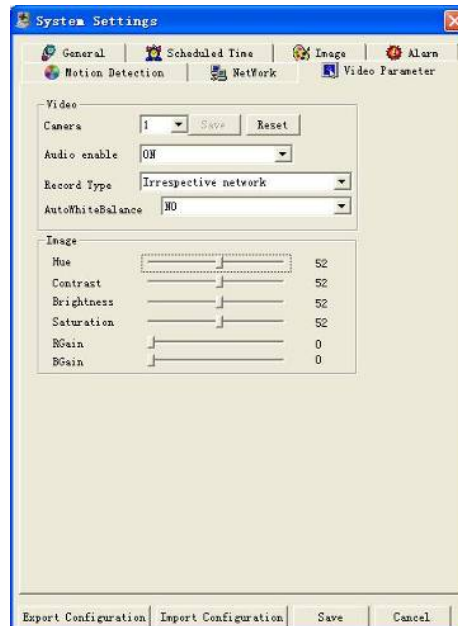 System Settings
General Scheduled Time Image Alarm
Motion Detection NetWork Video Parameter
Video
Camera 1 Save Reset
Audio enable ON
Record Type Irrespective network
AutoWhiteBalance NO
Image
Hue 52
Contrast 52
Brightness 52
Saturation 52
RGain 0
BGain 0
Export Configuration Import Configuration Save Cancel